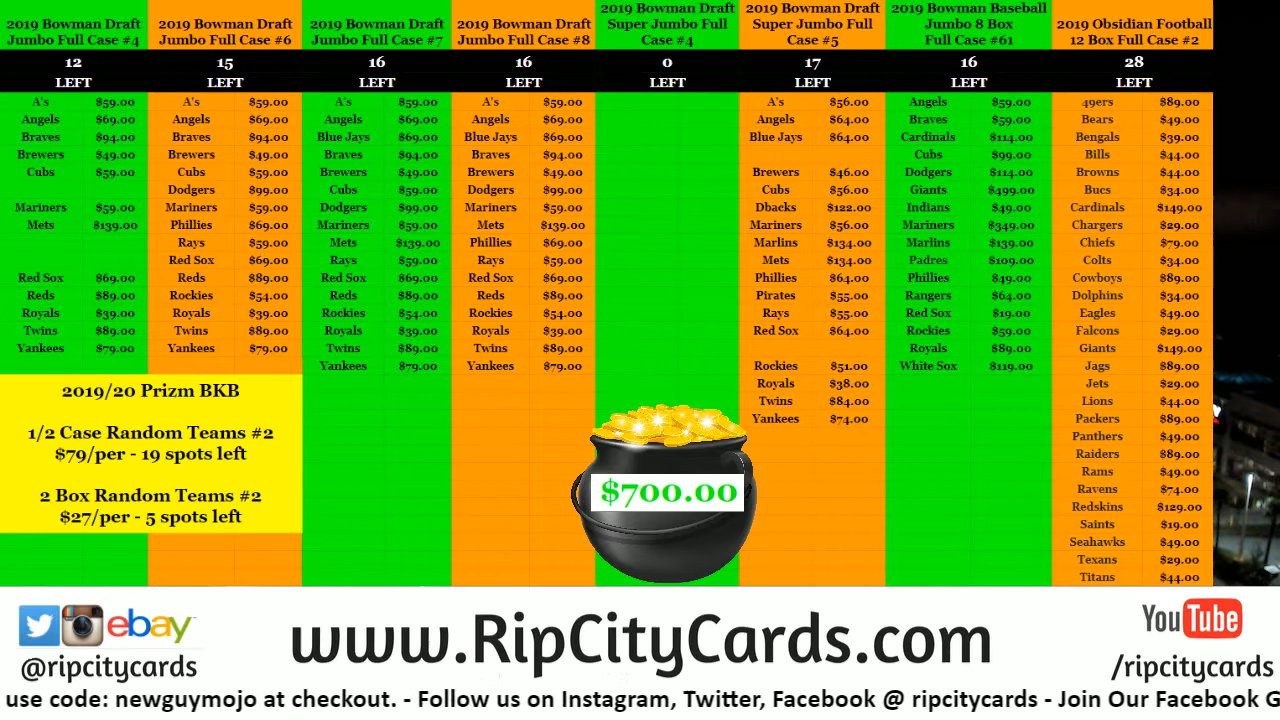 2019 Bowman Draft
Jumbo Full Case #4
12
LEFT
A's $59.00
Angels $69.00
Braves $94.00
Brewers $49.00
Cubs $59.00
Mariners $59.00
Mets $139.00
Red Sox $69.00
Reds $89.00
Royals $39.00
Twins $89.00
Yankees $79.00
2019 Bowman Draft
Jumbo Full Case #6
15
LEFT
A's $59.00
Angels $69.00
Braves $94.00
Brewers $49.00
Cubs $59.00
Dodgers $99.00
Mariners $59.00
Phillies $69.00
Rays $59.00
Red Sox $69.00
Reds $89.00
Rockies $54.00
Royals $39.00
Twins $89.00
Yankees $79.00
2019 Bowman Draft
Jumbo Full Case #7
16
LEFT
A's $59.00
Angels $69.00
Blue Jays $69.00
Braves $94.00
Brewers $49.00
Cubs $59.00
Dodgers $99.00
Mariners $59.00
Mets $139.00
Rays $59.00
Red Sox $69.00
Reds $89.00
Rockies $54.00
Royals $39.00
Twins $89.00
Yankees $79.00
2019 Bowman Draft
Jumbo Full Case #8
16
LEFT
A's $59.00
Angels $69.00
Blue Jays $69.00
Braves $94.00
Brewers $49.00
Dodgers $99.00
Mariners $59.00
Mets $139.00
Phillies $69.00
Rays $59.00
Red Sox $69.00
Reds $89.00
Rockies $54.00
Royals $39.00
Twins $89.00
Yankees $79.00
2019 Bowman Draft
Super Jumbo Full
Case #4
0
LEFT
2019 Bowman Draft
Super Jumbo Full
Case #5
17
LEFT
A's $56.00
Angels $64.00
Blue Jays $64.00
Brewers $46.00
Cubs $56.00
Dbacks $122.00
Mariners $56.00
Marlins $134.00
Mets $134.00
Phillies $64.00
Pirates $55.00
Rays $55.00
Red Sox $64.00
Rockies $51.00
Royals $38.00
Twins $84.00
Yankees $74.00
2019 Bowman Baseball
Jumbo 8 Box
Full Case #61
16
LEFT
Angels $59.00
Braves $59.00
Cardinals $114.00
Cubs $99.00
Dodgers $114.00
Giants $499.00
Indians $49.00
Mariners $349.00
Marlins $139.00
Padres $109.00
Phillies $49.00
Rangers $64.00
Red Sox $19.00
Rockies $59.00
Royals $89.00
White Sox $119.00
2019 Obsidian Football
12 Box Full Case #2
28
LEFT
49ers $89.00
Bears $49.00
Bengals $39.00
Bills $44.00
Browns $44.00
Bucs $34.00
Cardinals $149.00
Chargers $29.00
Chiefs $79.00
Colts $34.00
Cowboys $89.00
Dolphins $34.00
Eagles $49.00
Falcons $29.00
Giants $149.00
Jags $89.00
Jets $29.00
Lions $44.00
Packers $89.00
Panthers $49.00
Raiders $89.00
Rams $49.00
Ravens $74.00
Redskins $129.00
Saints $19.00
Seahawks $49.00
Texans $29.00
Titans $44.00
2019/20 Prizm BKB
1/2 Case Random Teams #2
$79/per - 19 spots left
2 Box Random Teams #2
$27/per - 5 spots left
$700.00
ebay
@ripcitycards
www.RipCityCards.com
YouTube
/ripcitycards
use code: newguymojo at checkout. - Follow us on Instagram, Twitter, Facebook @ ripcitycards - Join Our Facebook G